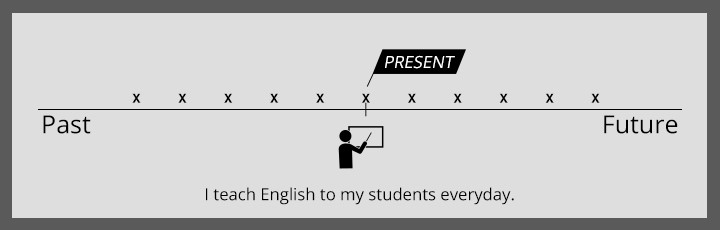 PRESENT
x x x x x x x x x x x
Past Future
I teach English to my students everyday.